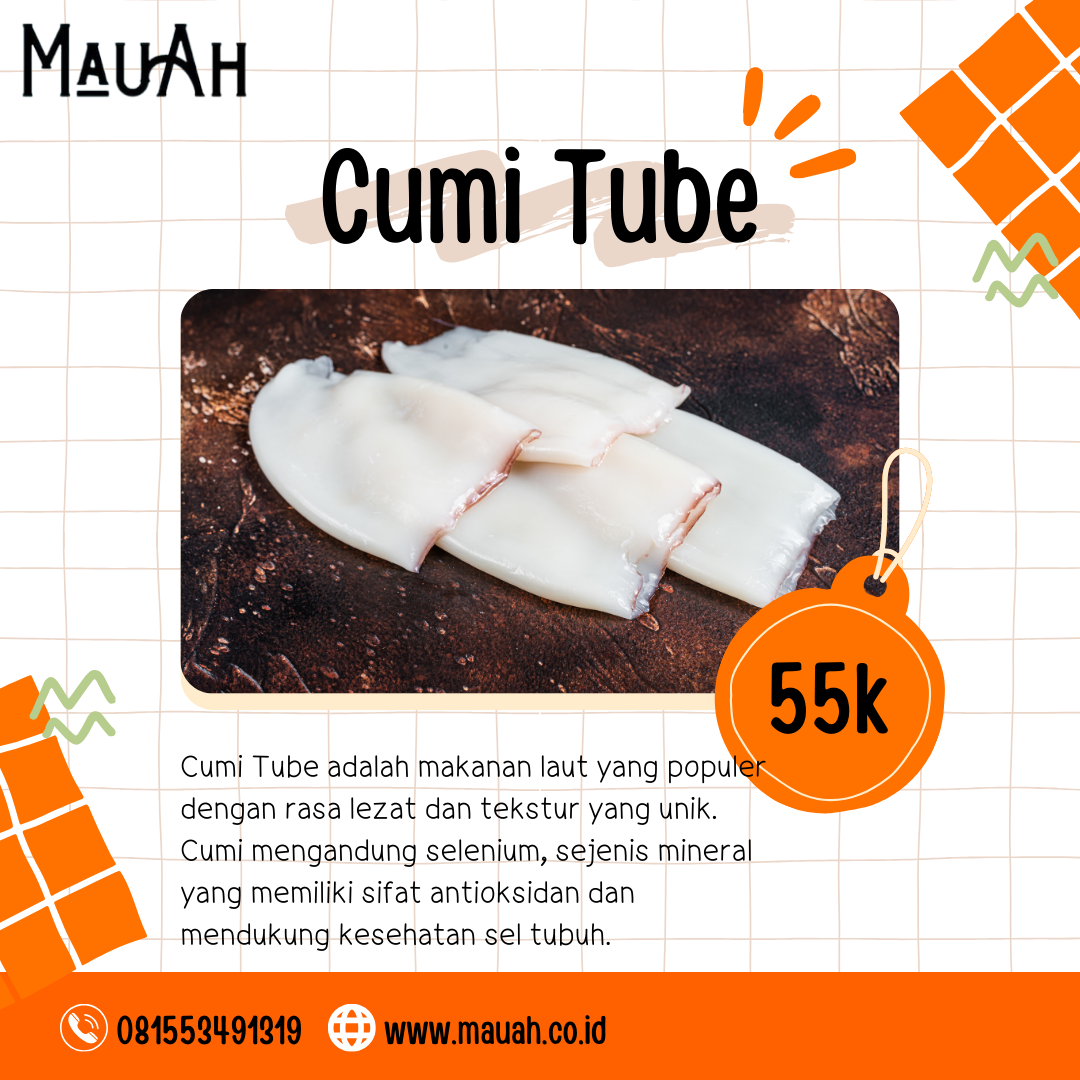 MAUAH
Cumi Tube
55k
Cumi Tube adalah makanan laut yang populer
dengan rasa lezat dan tekstur yang unik.
Cumi mengandung selenium, sejenis mineral
yang memiliki sifat antioksidan dan
mendukung kesehatan sel tubuh.
081553491319 www.mauah.co.id